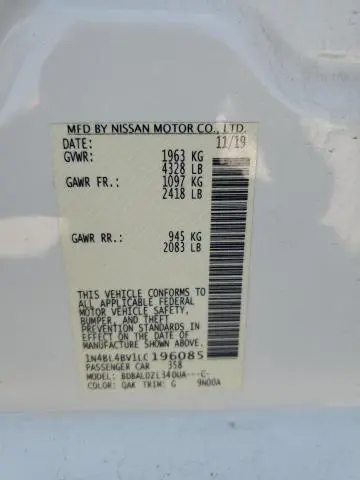 MFD BY NISSAN MOTOR CO., LTD.
DATE: 11/19
GVWR: 1963 KG
4328 LB
GAWR FR.: 1097 KG
2418 LB
GAWR RR.: 945 KG
2083 LB
THIS VEHICLE CONFORMS
TO ALL APPLICABLE FEDERAL
MOTOR VEHICLE SAFETY,
BUMPER, AND THEFT
PREVENTION STANDARDS IN
EFFECT ON THE DATE OF
MANUFACTURE SHOWN ABOVE.
1N4BL4BV1LC196085
PASSENGER CAR 358
MODEL: BDBALDZL34OUA---C-
COLOR: QAK TRIM: G 9N00A